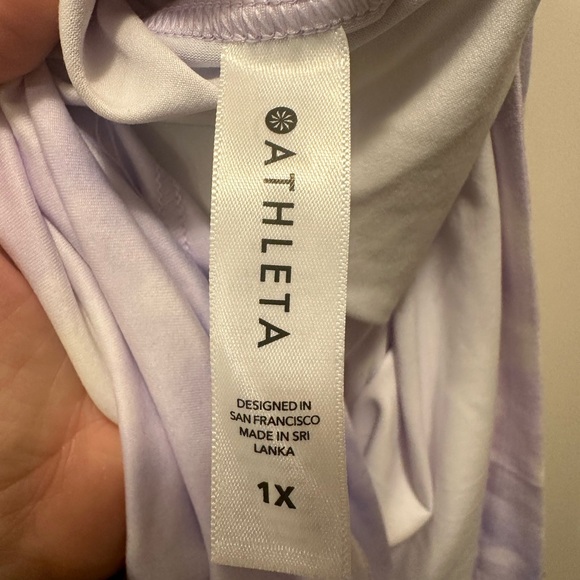 ATHLETA
DESIGNED IN
SAN FRANCISCO
MADE IN SRI
LANKA
1X